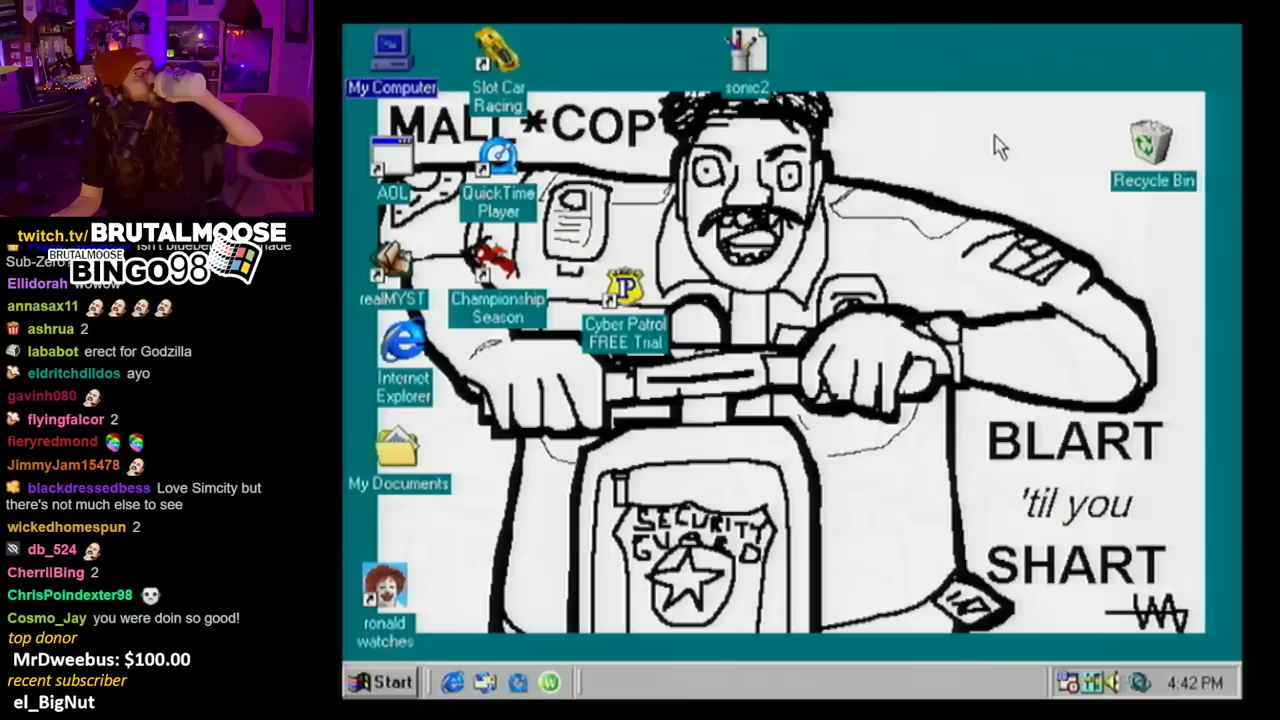 twitch.tv/BRUTALMOOSE
BRUTALMOOSE
BINGO98
Sub-Zero
Ellidorah wowow
annasax11
ashrua 2
lababot erect for Godzilla
eldritchdildos ayo
gavinh080
flyingfalcor 2
fieryredmond
JimmyJam15478
blackdressedbess Love Simcity but
there's not much else to see
wickedhomespun 2
db_524
CherriiBing 2
ChrisPoindexter98
Cosmo_Jay you were doin so good!
top donor
MrDweebus: $100.00
recent subscriber
el_BigNut
My Computer
Slot Car
Racing
sonic2
MALL*COP
AOL
QuickTime
Player
Recycle Bin
realMYST
Championship
Season
Cyber Patrol
FREE Trial
Internet
Explorer
My Documents
BLART
'til you
SHART
SECURITY
GUARD
ronald
watches
Start
4:42 PM